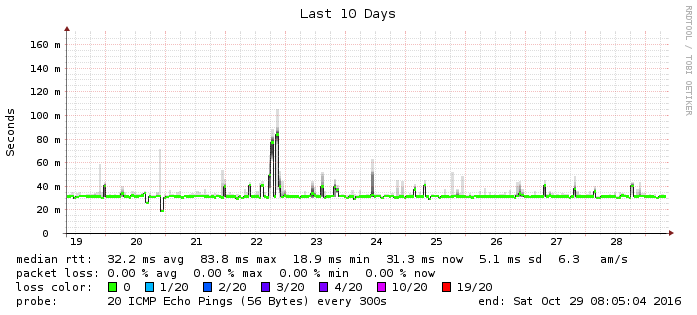 Last 10 Days
RRDTOOL / TOBI OETIKER
Seconds
160 m
140 m
120 m
100 m
80 m
60 m
40 m
20 m
0
19 20 21 22 23 24 25 26 27 28
median rtt: 32.2 ms avg 83.8 ms max 18.9 ms min 31.3 ms now 5.1 ms sd 6.3 am/s
packet loss: 0.00 % avg 0.00 % max 0.00 % min 0.00 % now
loss color: 0 1/20 2/20 3/20 4/20 10/20 19/20
probe: 20 ICMP Echo Pings (56 Bytes) every 300s end: Sat Oct 29 08:05:04 2016